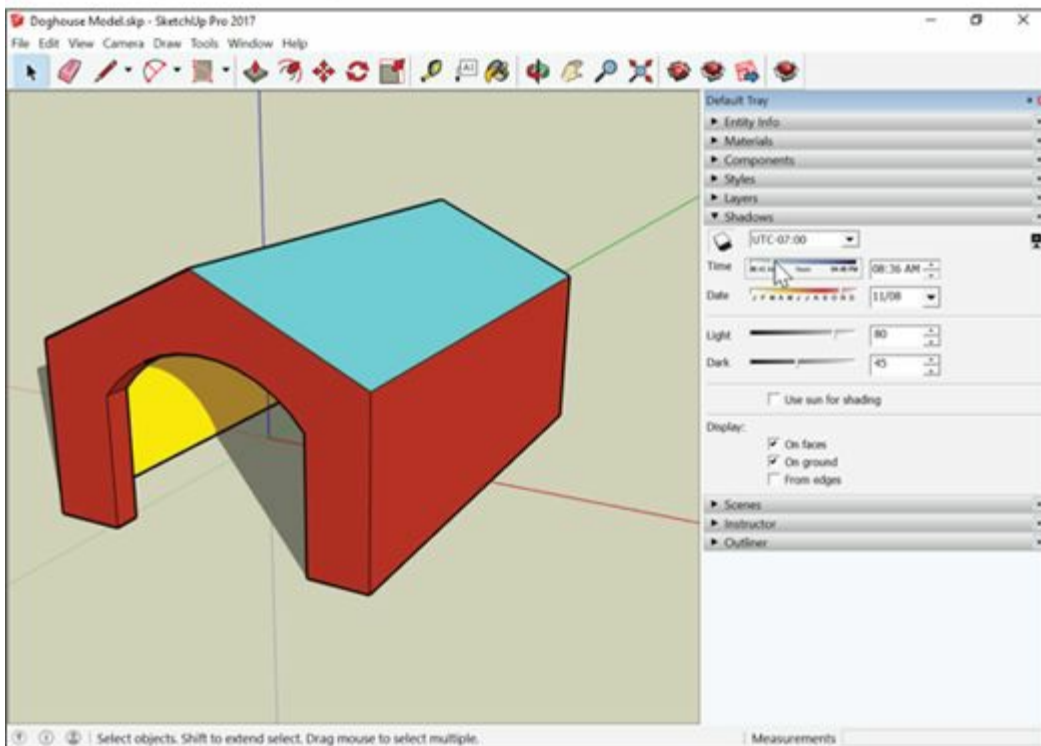 Doghouse Model.skp - SketchUp Pro 2017
File Edit View Camera Draw Tools Window Help
Default Tray
Entity Info
Materials
Components
Styles
Layers
Shadows
UTC-07:00
Time Noon 08:36 AM
Date J F M A M J J A S O N D 11/08
Light 80
Dark 45
Use sun for shading
Display:
On faces
On ground
From edges
Scenes
Instructor
Outliner
Select objects. Shift to extend select. Drag mouse to select multiple. Measurements